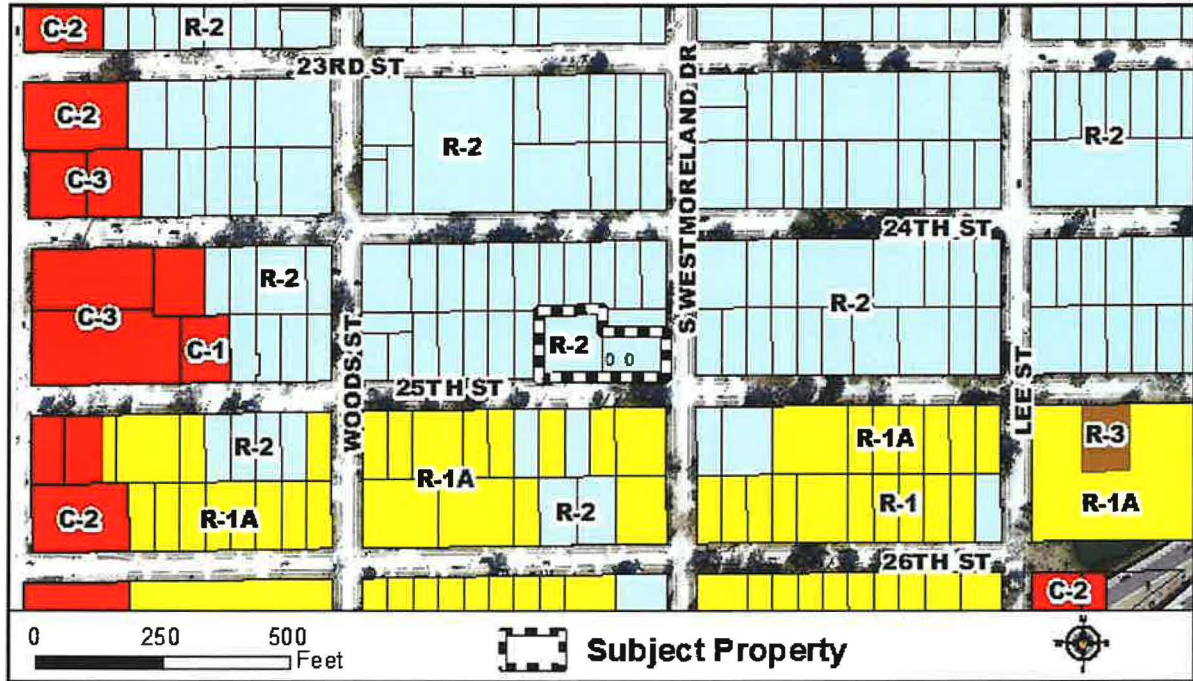 C-2
R-2
23RD ST
C-2
R-2
R-2
C-3
S WESTMORELAND DR
24TH ST
R-2
R-2
C-3
C-1
R-2
0 0
WOODS ST
25TH ST
LEE ST
R-2
R-1A
R-3
R-1A
R-1A
C-2
R-1A
R-2
R-1
26TH ST
C-2
0 250 500
Feet
Subject Property
N